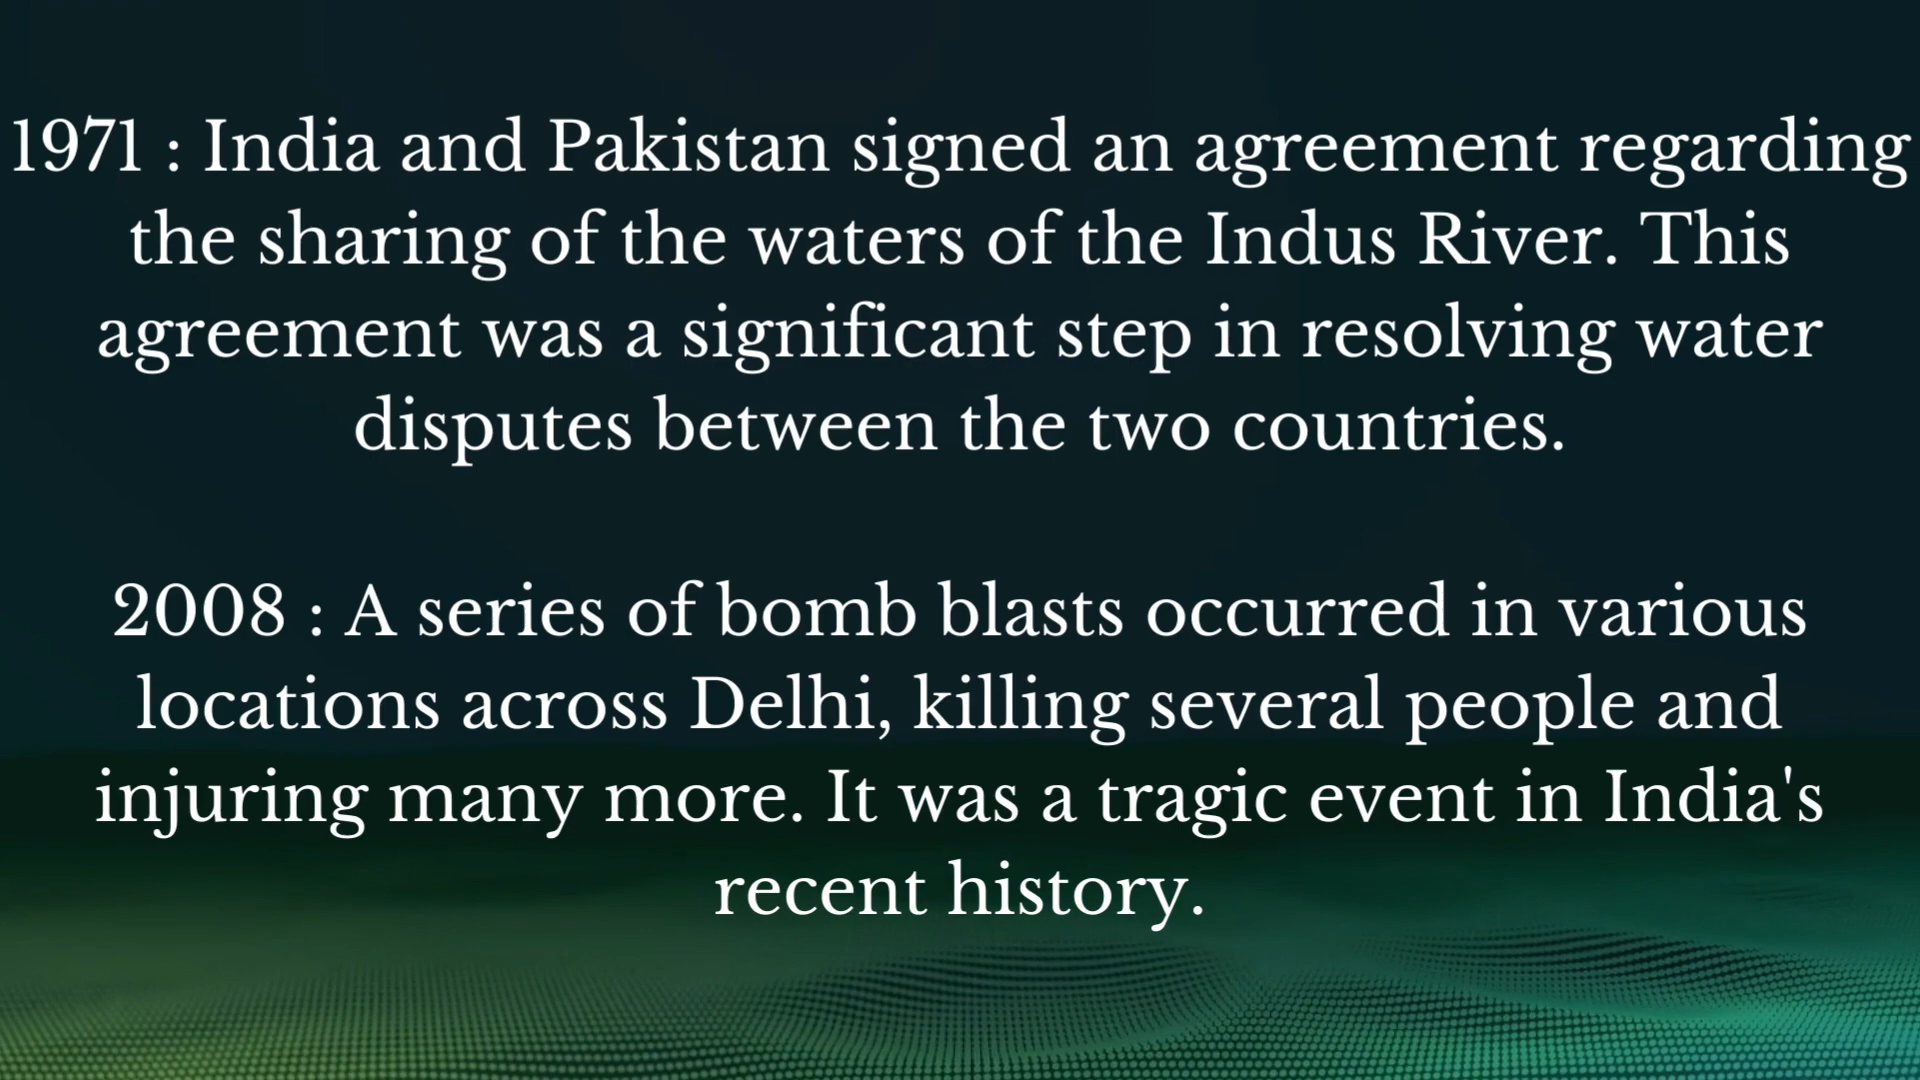 1971 : India and Pakistan signed an agreement regarding
the sharing of the waters of the Indus River. This
agreement was a significant step in resolving water
disputes between the two countries.
2008 : A series of bomb blasts occurred in various
locations across Delhi, killing several people and
injuring many more. It was a tragic event in India's
recent history.